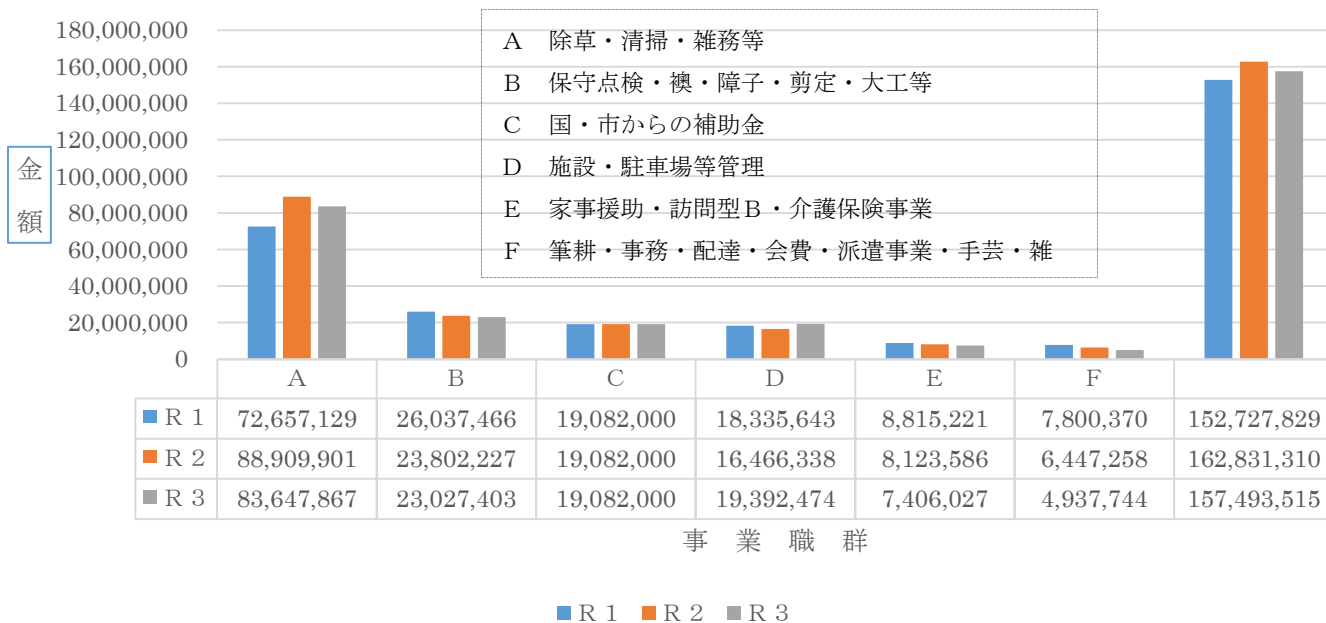 180,000,000
160,000,000
140,000,000
120,000,000
100,000,000
80,000,000
60,000,000
40,000,000
20,000,000
0
金
額
A 除草・清掃・雑務等
B 保守点検・襖・障子・剪定・大工等
C 国・市からの補助金
D 施設・駐車場等管理
E 家事援助・訪問型B・介護保険事業
F 筆耕・事務・配達・会費・派遣事業・手芸・雑
A B C D E F
R1 72,657,129 26,037,466 19,082,000 18,335,643 8,815,221 7,800,370 152,727,829
R2 88,909,901 23,802,227 19,082,000 16,466,338 8,123,586 6,447,258 162,831,310
R3 83,647,867 23,027,403 19,082,000 19,392,474 7,406,027 4,937,744 157,493,515
事業職群
R1 R2 R3